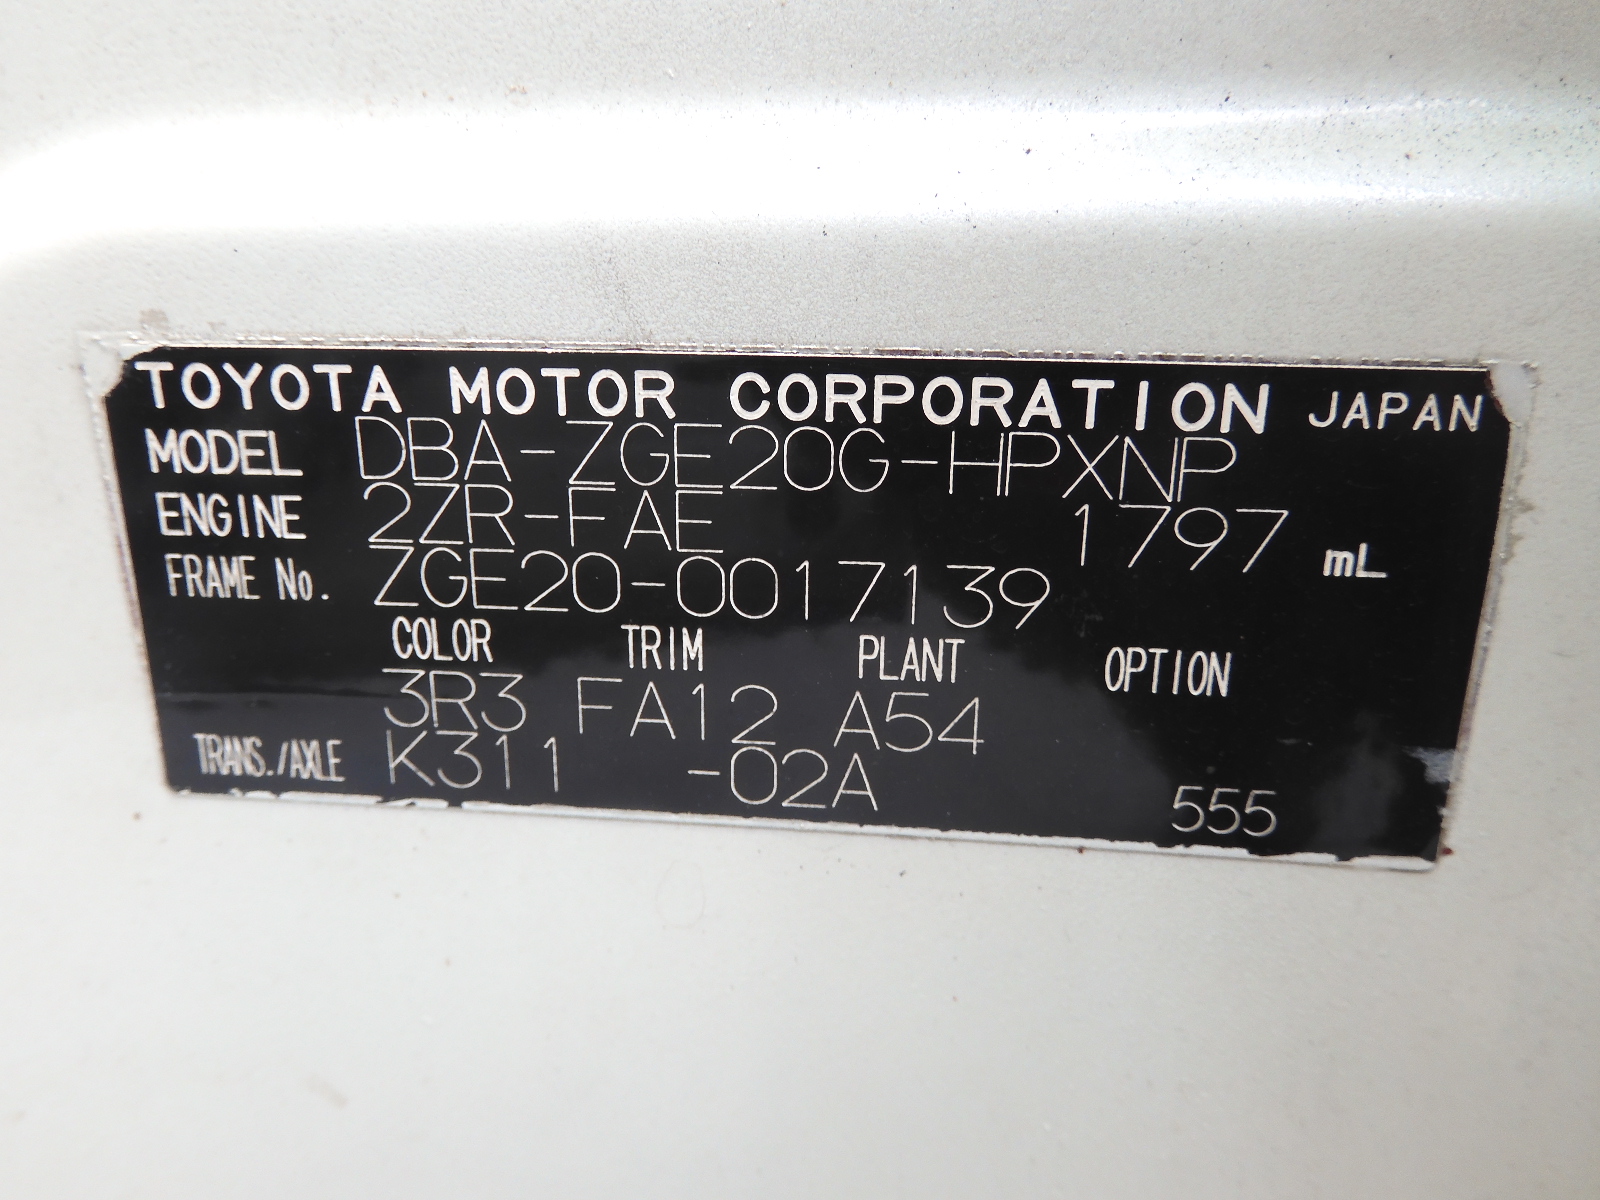 TOYOTA MOTOR CORPORATION JAPAN
MODEL DBA-ZGE20G-HPXNP
ENGINE 2ZR-FAE 1797 mL
FRAME No. ZGE20-0017139
COLOR TRIM PLANT OPTION
3R3 FA12 A54
TRANS./AXLE K311 -02A 555